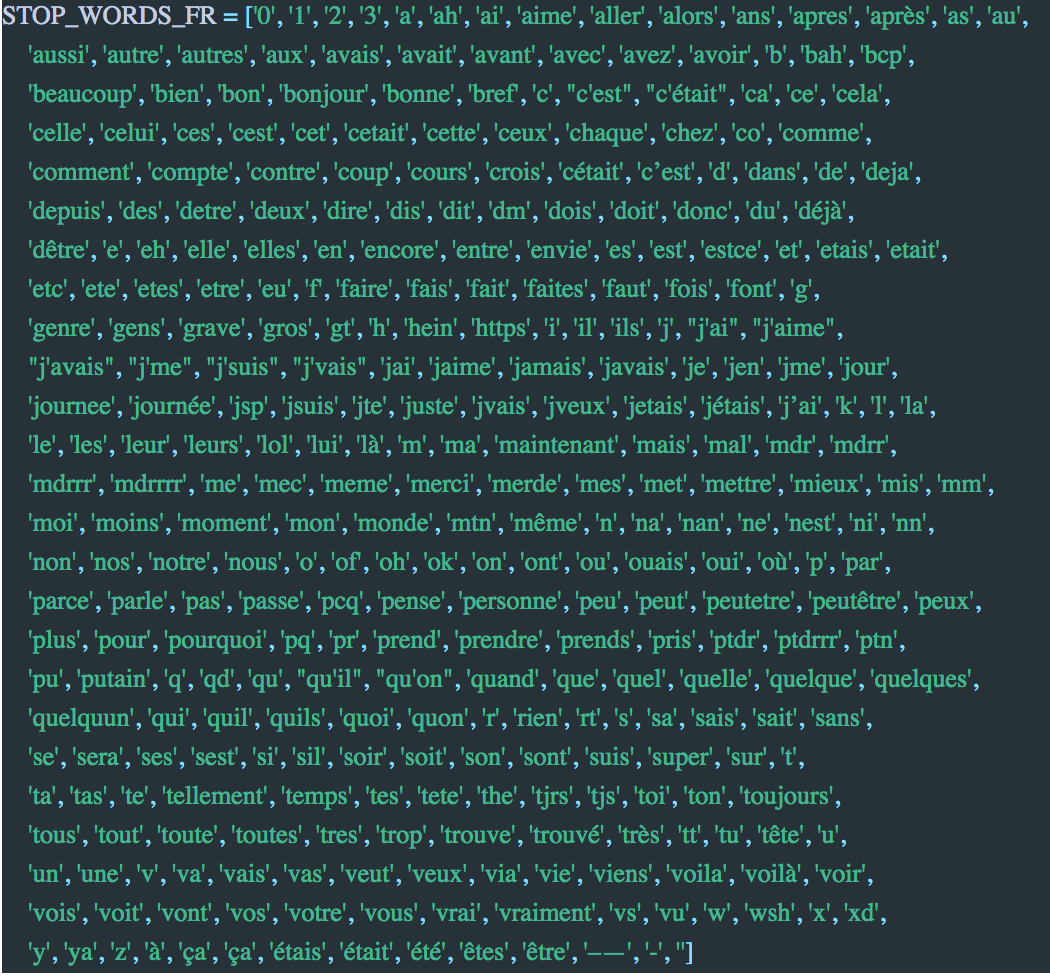 STOP_WORDS_FR = ['0', '1', '2', '3', 'a', 'ah', 'ai', 'aime', 'aller', 'alors', 'ans', 'apres', 'après', 'as', 'au',
'aussi', 'autre', 'autres', 'aux', 'avais', 'avait', 'avant', 'avec', 'avez', 'avoir', 'b', 'bah', 'bcp',
'beaucoup', 'bien', 'bon', 'bonjour', 'bonne', 'bref', 'c', "c'est", "c'était", 'ca', 'ce', 'cela',
'celle', 'celui', 'ces', 'cest', 'cet', 'cetait', 'cette', 'ceux', 'chaque', 'chez', 'co', 'comme',
'comment', 'compte', 'contre', 'coup', 'cours', 'crois', 'cétait', 'c’est', 'd', 'dans', 'de', 'deja',
'depuis', 'des', 'detre', 'deux', 'dire', 'dis', 'dit', 'dm', 'dois', 'doit', 'donc', 'du', 'déjà',
'dêtre', 'e', 'eh', 'elle', 'elles', 'en', 'encore', 'entre', 'envie', 'es', 'est', 'estce', 'et', 'etais', 'etait',
'etc', 'ete', 'etes', 'etre', 'eu', 'f', 'faire', 'fais', 'fait', 'faites', 'faut', 'fois', 'font', 'g',
'genre', 'gens', 'grave', 'gros', 'gt', 'h', 'hein', 'https', 'i', 'il', 'ils', 'j', "j'ai", "j'aime",
"j'avais", "j'me", "j'suis", "j'vais", 'jai', 'jaime', 'jamais', 'javais', 'je', 'jen', 'jme', 'jour',
'journee', 'journée', 'jsp', 'jsuis', 'jte', 'juste', 'jvais', 'jveux', 'jetais', 'jétais', 'j’ai', 'k', 'l', 'la',
'le', 'les', 'leur', 'leurs', 'lol', 'lui', 'là', 'm', 'ma', 'maintenant', 'mais', 'mal', 'mdr', 'mdrr',
'mdrrr', 'mdrrrr', 'me', 'mec', 'meme', 'merci', 'merde', 'mes', 'met', 'mettre', 'mieux', 'mis', 'mm',
'moi', 'moins', 'moment', 'mon', 'monde', 'mtn', 'même', 'n', 'na', 'nan', 'ne', 'nest', 'ni', 'nn',
'non', 'nos', 'notre', 'nous', 'o', 'of', 'oh', 'ok', 'on', 'ont', 'ou', 'ouais', 'oui', 'où', 'p', 'par',
'parce', 'parle', 'pas', 'passe', 'pcq', 'pense', 'personne', 'peu', 'peut', 'peutetre', 'peutêtre', 'peux',
'plus', 'pour', 'pourquoi', 'pq', 'pr', 'prend', 'prendre', 'prends', 'pris', 'ptdr', 'ptdrrr', 'ptn',
'pu', 'putain', 'q', 'qd', 'qu', "qu'il", "qu'on", 'quand', 'que', 'quel', 'quelle', 'quelque', 'quelques',
'quelquun', 'qui', 'quil', 'quils', 'quoi', 'quon', 'r', 'rien', 'rt', 's', 'sa', 'sais', 'sait', 'sans',
'se', 'sera', 'ses', 'sest', 'si', 'sil', 'soir', 'soit', 'son', 'sont', 'suis', 'super', 'sur', 't',
'ta', 'tas', 'te', 'tellement', 'temps', 'tes', 'tete', 'the', 'tjrs', 'tjs', 'toi', 'ton', 'toujours',
'tous', 'tout', 'toute', 'toutes', 'tres', 'trop', 'trouve', 'trouvé', 'très', 'tt', 'tu', 'tête', 'u',
'un', 'une', 'v', 'va', 'vais', 'vas', 'veut', 'veux', 'via', 'vie', 'viens', 'voila', 'voilà', 'voir',
'vois', 'voit', 'vont', 'vos', 'votre', 'vous', 'vrai', 'vraiment', 'vs', 'vu', 'w', 'wsh', 'x', 'xd',
'y', 'ya', 'z', 'à', 'ça', 'ça', 'étais', 'était', 'été', 'êtes', 'être', '——', '-', '']